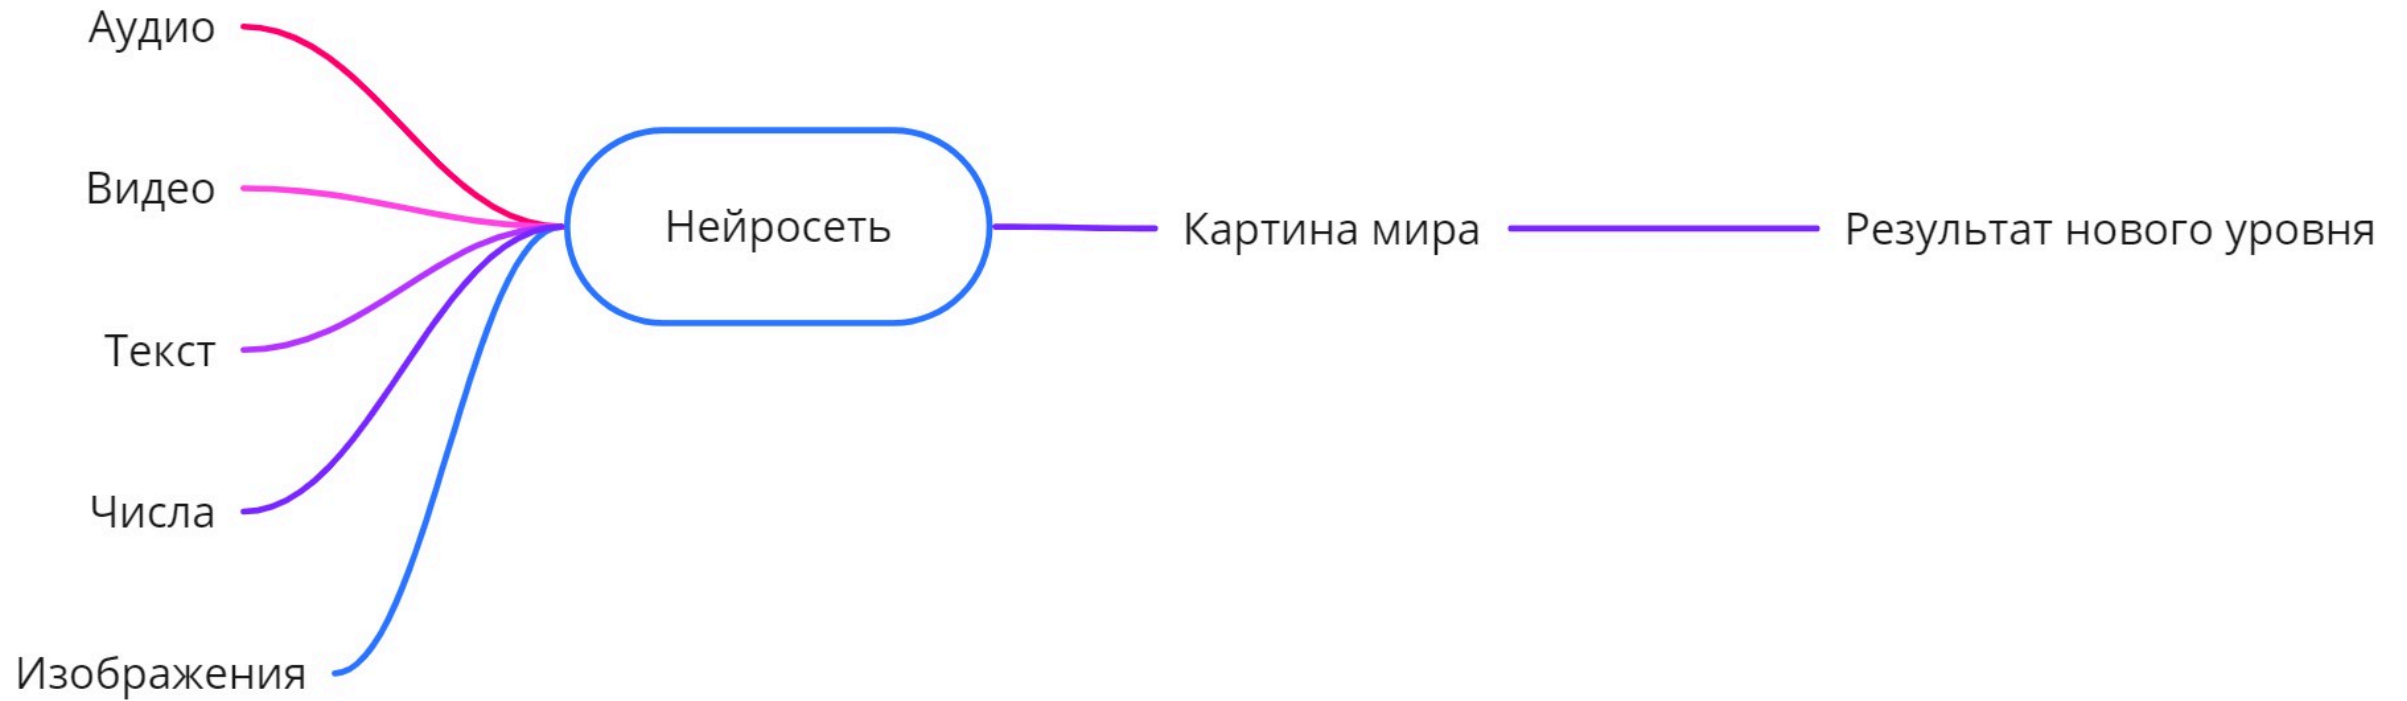 Аудио
Видео
Текст
Числа
Изображения
Нейросеть
Картина мира
Результат нового уровня